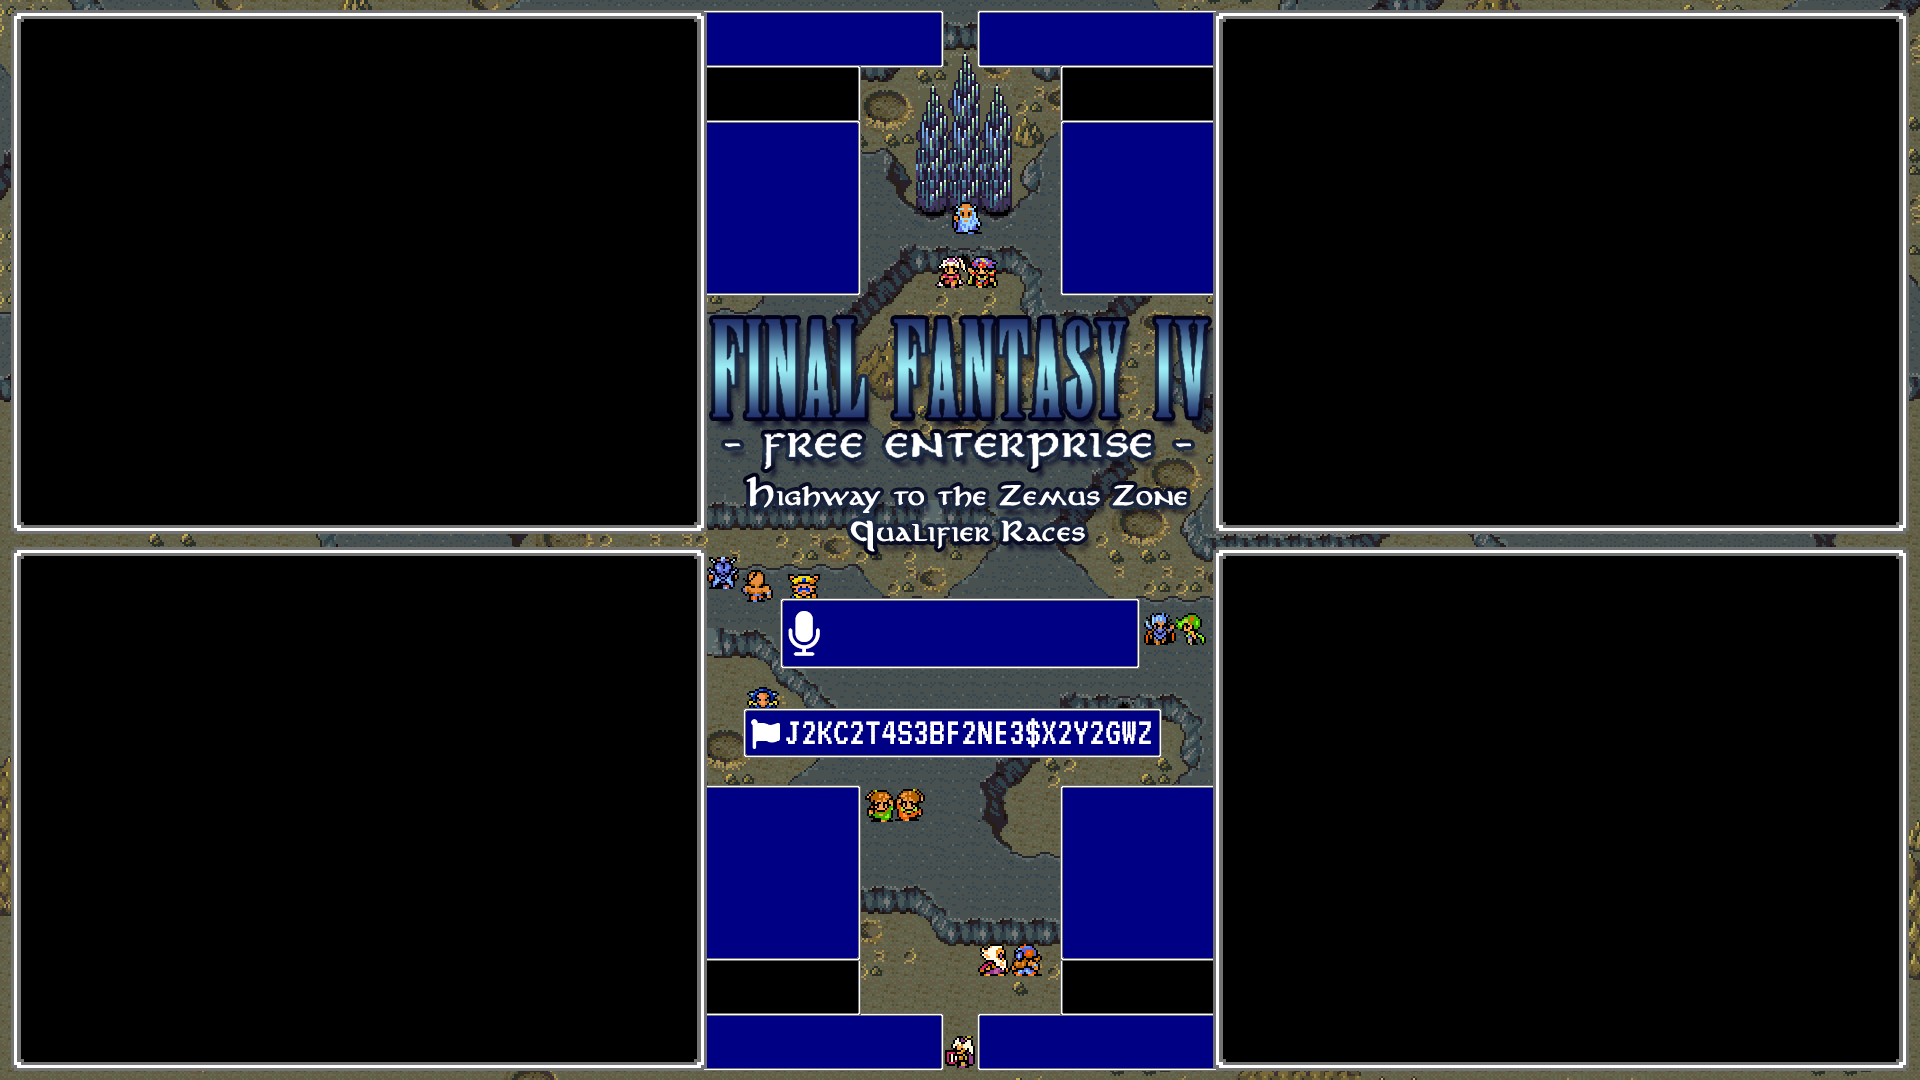 FINAL FANTASY IV
- FREE ENTERPRISE -
Highway to the Zemus Zone
Qualifier Races
J2KC2T4S3BF2NE3$X2Y2GWZ